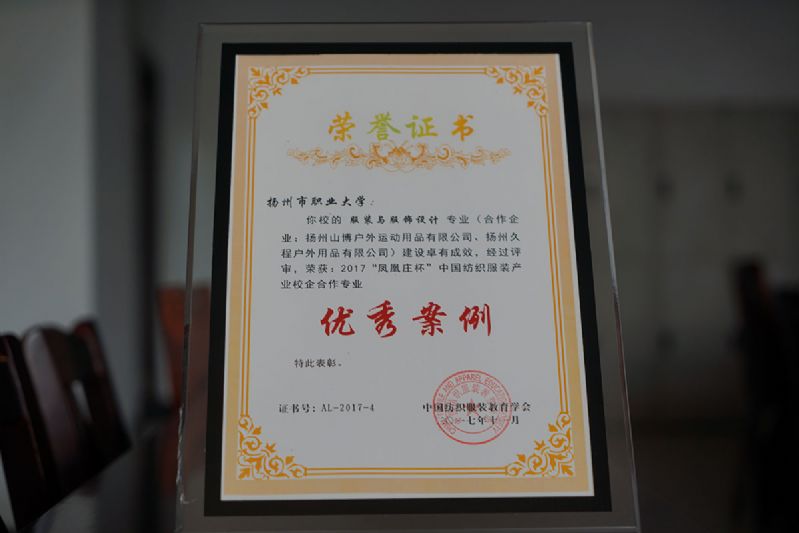 荣誉证书
扬州市职业大学：
你校的 服装与服饰设计 专业（合作企
业：扬州山博户外运动用品有限公司、扬州久
程户外用品有限公司）建设卓有成效，经过评
审，荣获：2017“凤凰庄杯”中国纺织服装产
业校企合作专业
优秀案例
特此表彰。
证书号：AL-2017-4
中国纺织服装教育学会
一七年十一月